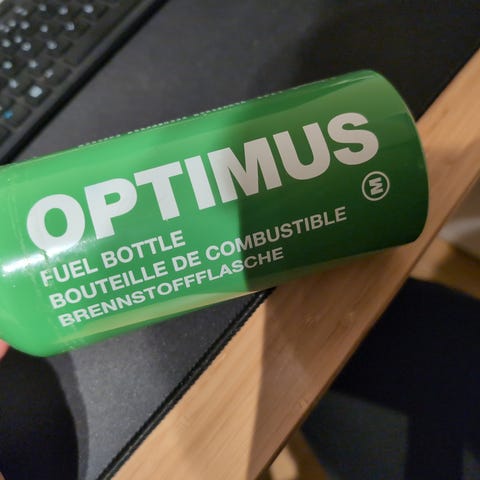 OPTIMUS
M
FUEL BOTTLE
BOUTEILLE DE COMBUSTIBLE
BRENNSTOFFFLASCHE